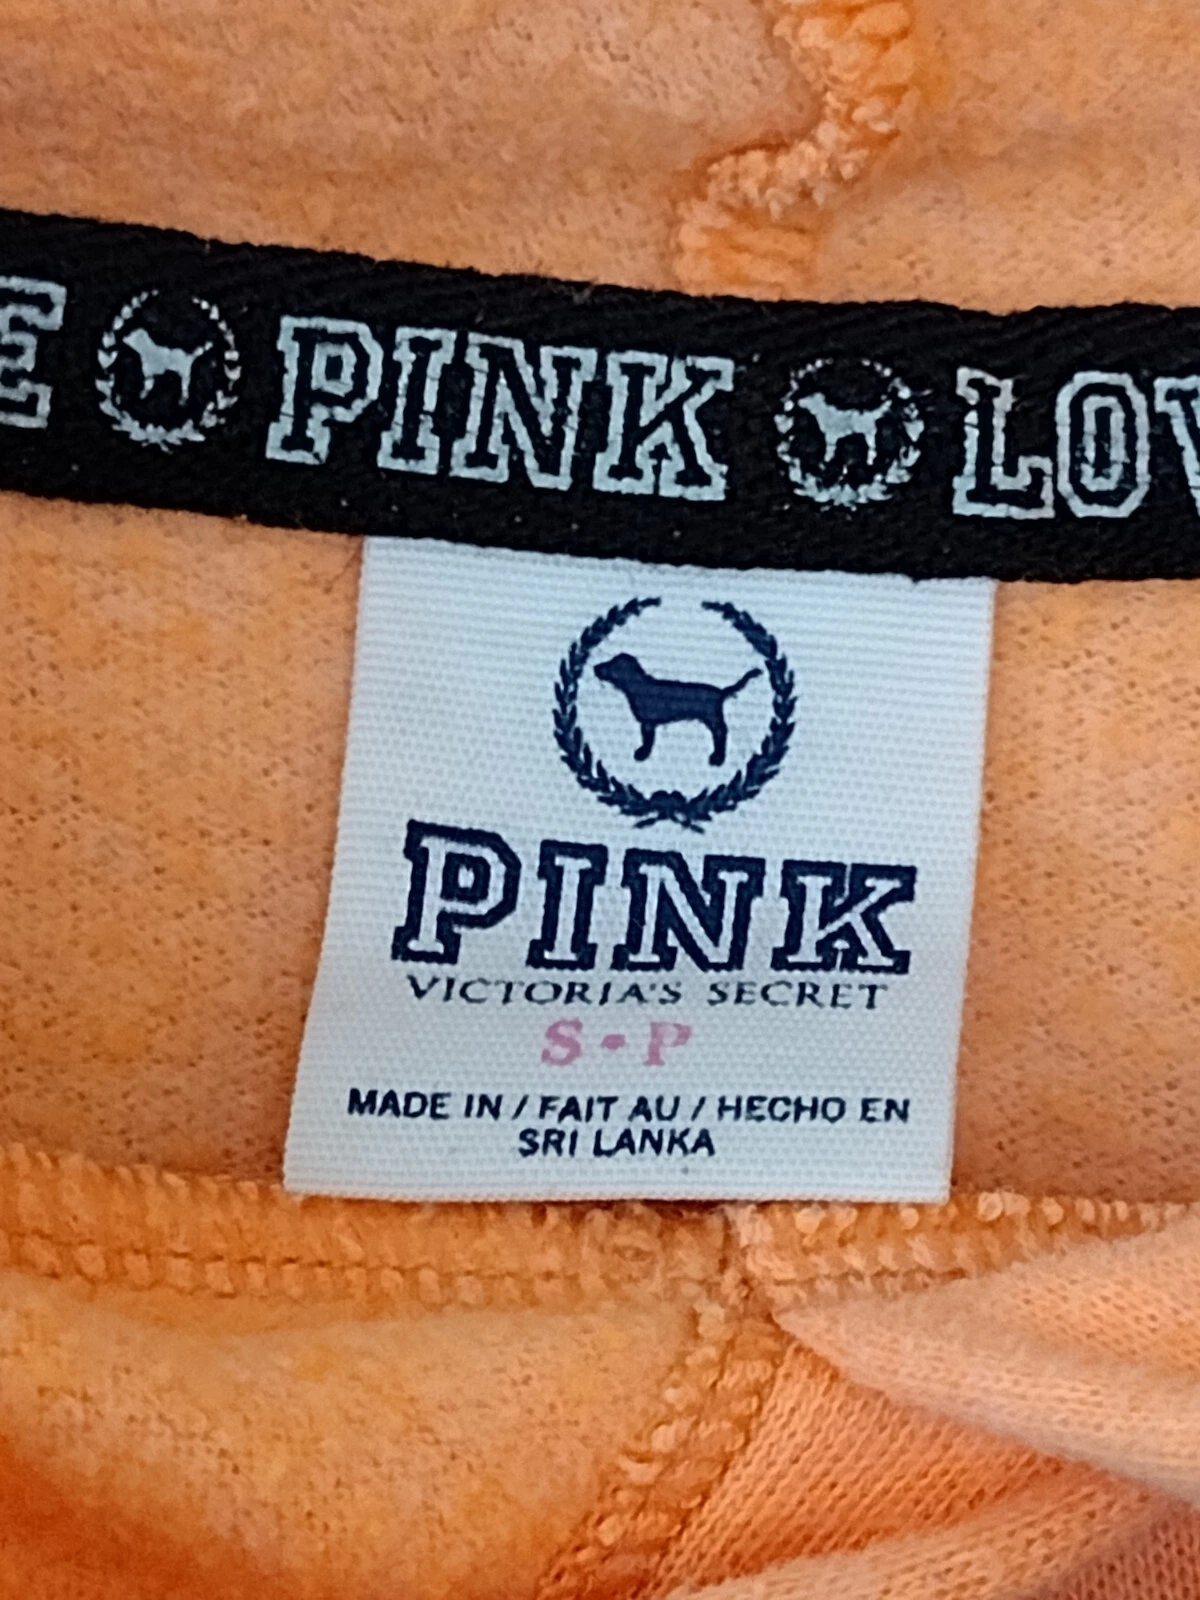 E PINK LOV
PINK
VICTORIA'S SECRET
S-P
MADE IN / FAIT AU / HECHO EN
SRI LANKA